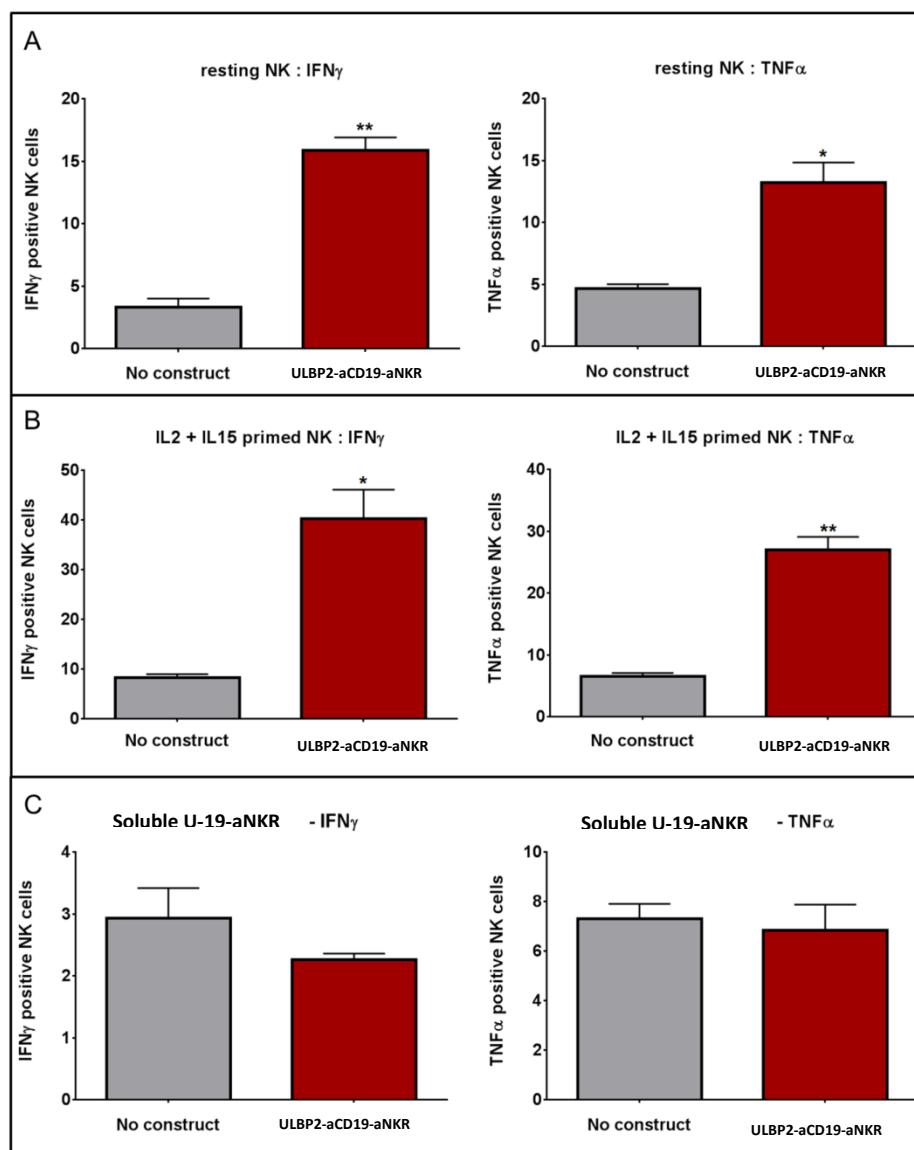 A
resting NK : IFNγ
IFNγ positive NK cells
20
15
10
5
0
**
No construct
ULBP2-aCD19-aNKR
resting NK : TNFα
TNFα positive NK cells
20
15
10
5
0
*
No construct
ULBP2-aCD19-aNKR
B
IL2 + IL15 primed NK : IFNγ
IFNγ positive NK cells
50
40
30
20
10
0
*
No construct
ULBP2-aCD19-aNKR
IL2 + IL15 primed NK : TNFα
TNFα positive NK cells
40
30
20
10
0
**
No construct
ULBP2-aCD19-aNKR
C
Soluble U-19-aNKR - IFNγ
IFNγ positive NK cells
4
3
2
1
0
No construct
ULBP2-aCD19-aNKR
Soluble U-19-aNKR - TNFα
TNFα positive NK cells
10
8
6
4
2
0
No construct
ULBP2-aCD19-aNKR